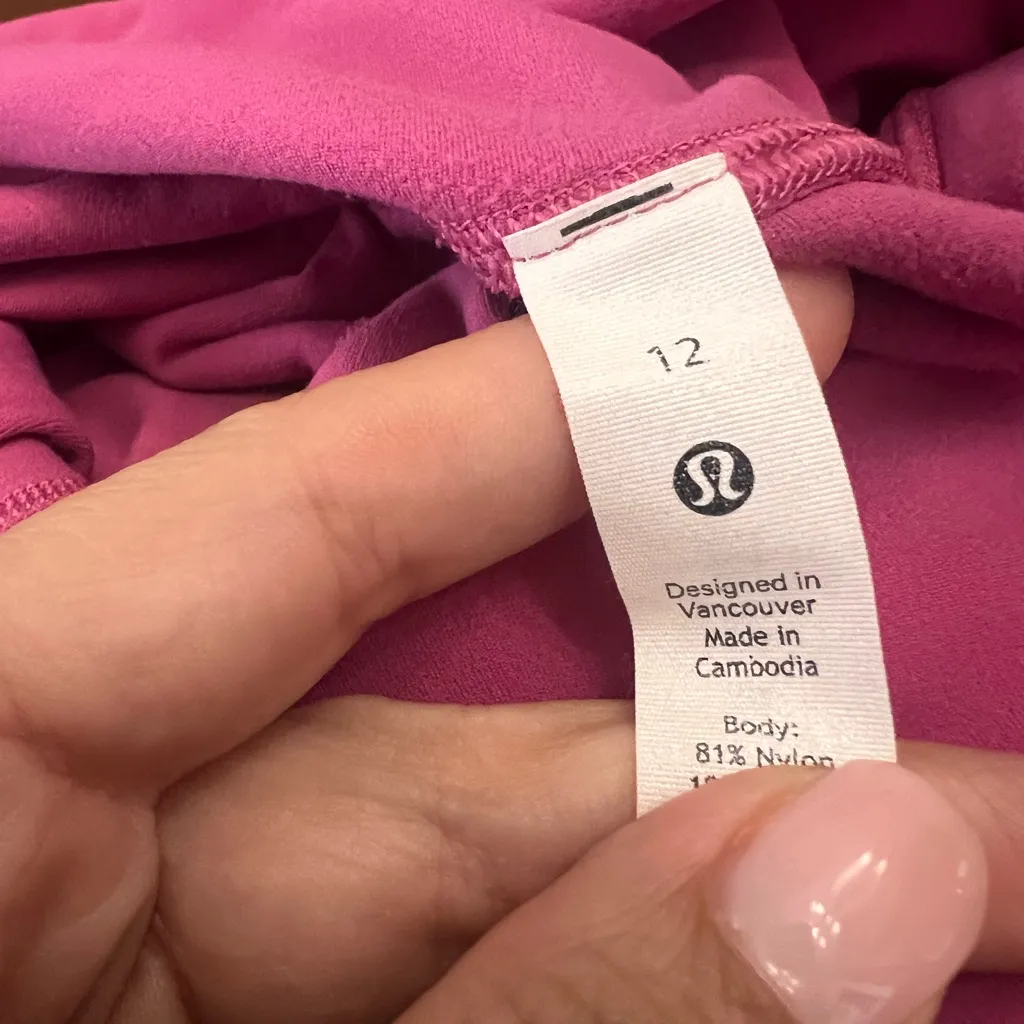 12
Designed in
Vancouver
Made in
Cambodia
Body:
81% Nylon